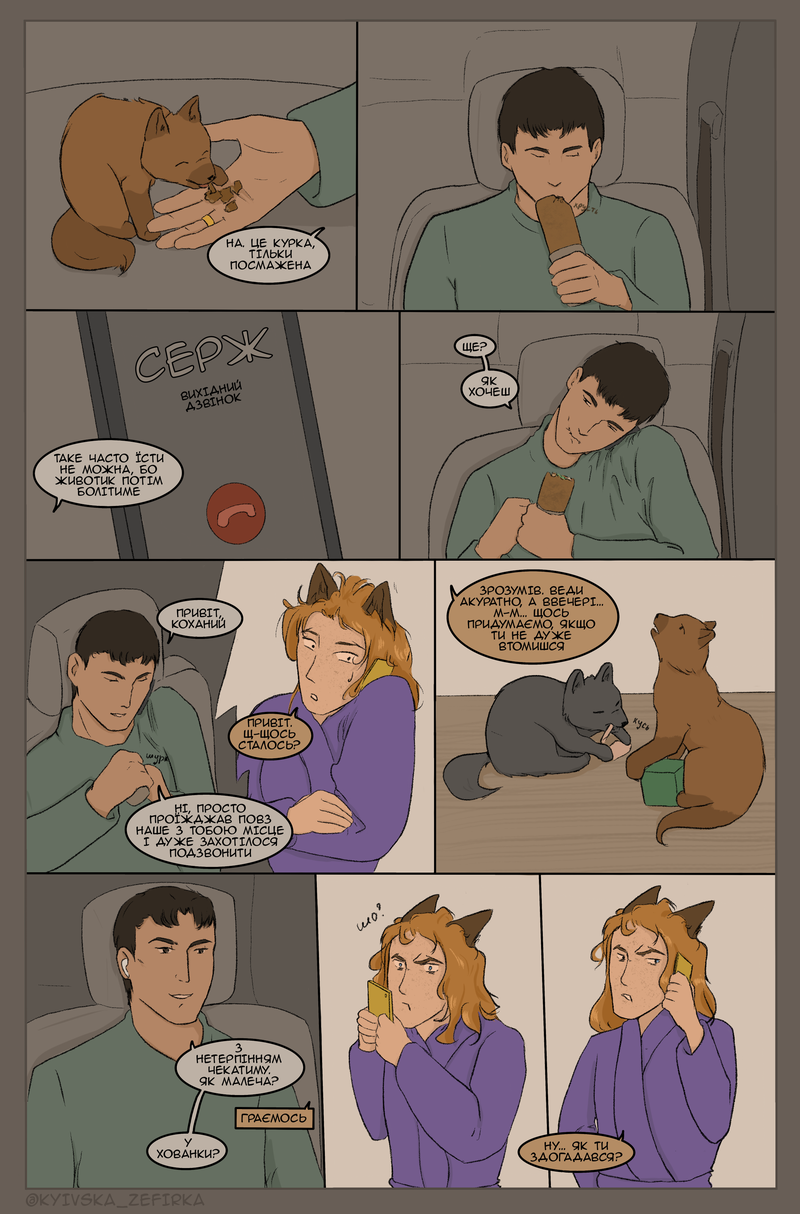 НА. ЦЕ КУРКА,
ТІЛЬКИ
ПОСМАЖЕНА
СЕРЖ
ВИХІДНИЙ
ДЗВІНОК
ТАКЕ ЧАСТО ЇСТИ
НЕ МОЖНА, БО
ЖИВОТИК ПОТІМ
БОЛІТИМЕ
ЩЕ?
ЯК
ХОЧЕШ
ПРИВІТ,
КОХАНИЙ
ПРИВІТ.
Щ-ЩОСЬ
СТАЛОСЬ?
НІ, ПРОСТО
ПРОЇЖДЖАВ ПОВЗ
НАШЕ З ТОБОЮ МІСЦЕ
І ДУЖЕ ЗАХОТІЛОСЯ
ПОДЗВОНИТИ
ЗРОЗУМІВ. ВЕДИ
АКУРАТНО, А ВВЕЧЕРІ...
М-М... ЩОСЬ
ПРИДУМАЄМО, ЯКЩО
ТИ НЕ ДУЖЕ
ВТОМИШСЯ
кусь
З
НЕТЕРПІННЯМ
ЧЕКАТИМУ.
ЯК МАЛЕЧА?
ГРАЄМОСЬ
У
ХОВАНКИ?
шо?
НУ... ЯК ТИ
ЗДОГАДАВСЯ?
@KYIVSKA_ZEFIRKA